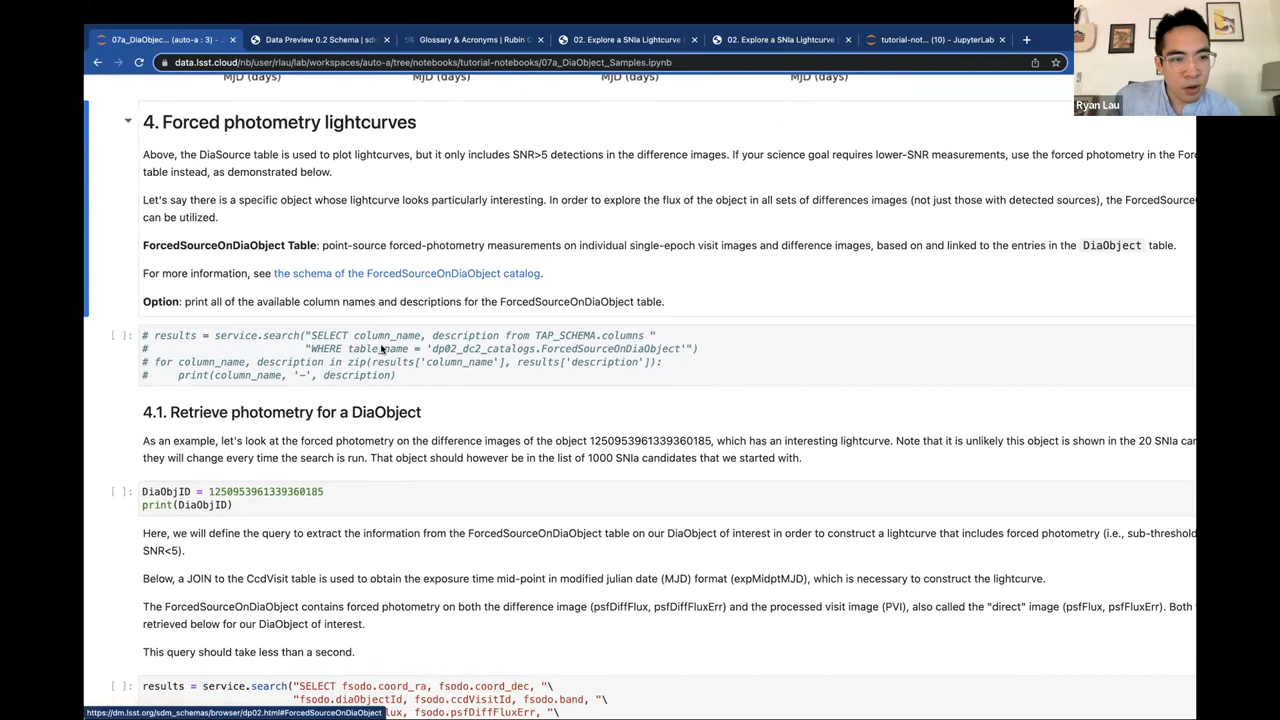 07a_DiaObjec... (auto-a : 3) -
Data Preview 0.2 Schema | sdm
Glossary & Acronyms | Rubin O
02. Explore a SNIa Lightcurve
02. Explore a SNIa Lightcurve
tutorial-not... (10) - JupyterLab
data.lsst.cloud/nb/user/rlau/lab/workspaces/auto-a/tree/notebooks/tutorial-notebooks/07a_DiaObject_Samples.ipynb
Ryan Lau
MJD (days) MJD (days) MJD (days) MJD (days)
4. Forced photometry lightcurves
Above, the DiaSource table is used to plot lightcurves, but it only includes SNR>5 detections in the difference images. If your science goal requires lower-SNR measurements, use the forced photometry in the Forc
table instead, as demonstrated below.
Let's say there is a specific object whose lightcurve looks particularly interesting. In order to explore the flux of the object in all sets of differences images (not just those with detected sources), the ForcedSourceOnDiaObjec
can be utilized.
ForcedSourceOnDiaObject Table: point-source forced-photometry measurements on individual single-epoch visit images and difference images, based on and linked to the entries in the DiaObject table.
For more information, see the schema of the ForcedSourceOnDiaObject catalog.
Option: print all of the available column names and descriptions for the ForcedSourceOnDiaObject table.
[ ]: # results = service.search("SELECT column_name, description from TAP_SCHEMA.columns "
# "WHERE table_name = 'dp02_dc2_catalogs.ForcedSourceOnDiaObject'")
# for column_name, description in zip(results['column_name'], results['description']):
# print(column_name, '-', description)
4.1. Retrieve photometry for a DiaObject
As an example, let's look at the forced photometry on the difference images of the object 1250953961339360185, which has an interesting lightcurve. Note that it is unlikely this object is shown in the 20 SNIa can
they will change every time the search is run. That object should however be in the list of 1000 SNIa candidates that we started with.
[ ]: DiaObjID = 1250953961339360185
print(DiaObjID)
Here, we will define the query to extract the information from the ForcedSourceOnDiaObject table on our DiaObject of interest in order to construct a lightcurve that includes forced photometry (i.e., sub-threshold
SNR<5).
Below, a JOIN to the CcdVisit table is used to obtain the exposure time mid-point in modified julian date (MJD) format (expMidptMJD), which is necessary to construct the lightcurve.
The ForcedSourceOnDiaObject contains forced photometry on both the difference image (psfDiffFlux, psfDiffFluxErr) and the processed visit image (PVI), also called the "direct" image (psfFlux, psfFluxErr). Both
retrieved below for our DiaObject of interest.
This query should take less than a second.
[ ]: results = service.search("SELECT fsodo.coord_ra, fsodo.coord_dec, "\
"fsodo.diaObjectId, fsodo.ccdVisitId, fsodo.band, "\
lux, fsodo.psfDiffFluxErr, "\
https://dm.lsst.org/sdm_schemas/browser/dp02.html#ForcedSourceOnDiaObject